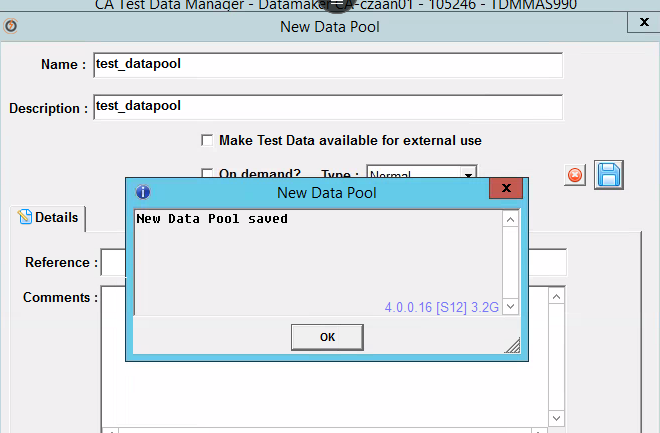 CA Test Data Manager - Datamaker CA-czaan01 - 105246 - TDMMAS990
New Data Pool
Name : test_datapool
Description : test_datapool
Make Test Data available for external use
On demand? Type : Normal
New Data Pool
New Data Pool saved
4.0.0.16 [S12] 3.2G
OK
Details
Reference :
Comments :